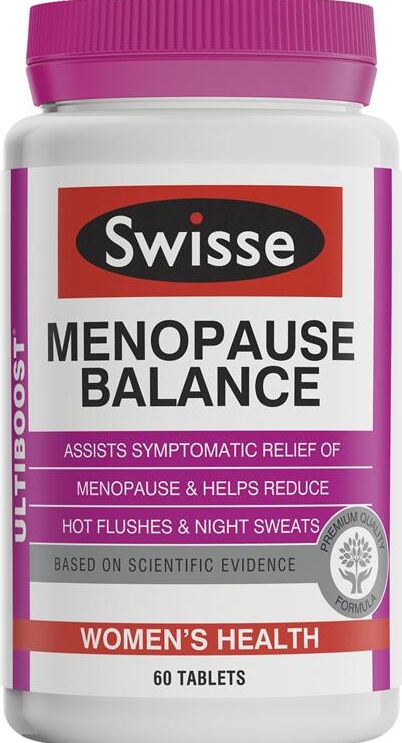 Swisse
MENOPAUSE
BALANCE
ULTIBOOST
ASSISTS SYMPTOMATIC RELIEF OF
MENOPAUSE & HELPS REDUCE
HOT FLUSHES & NIGHT SWEATS
BASED ON SCIENTIFIC EVIDENCE
PREMIUM QUALITY
FORMULA
WOMEN'S HEALTH
60 TABLETS